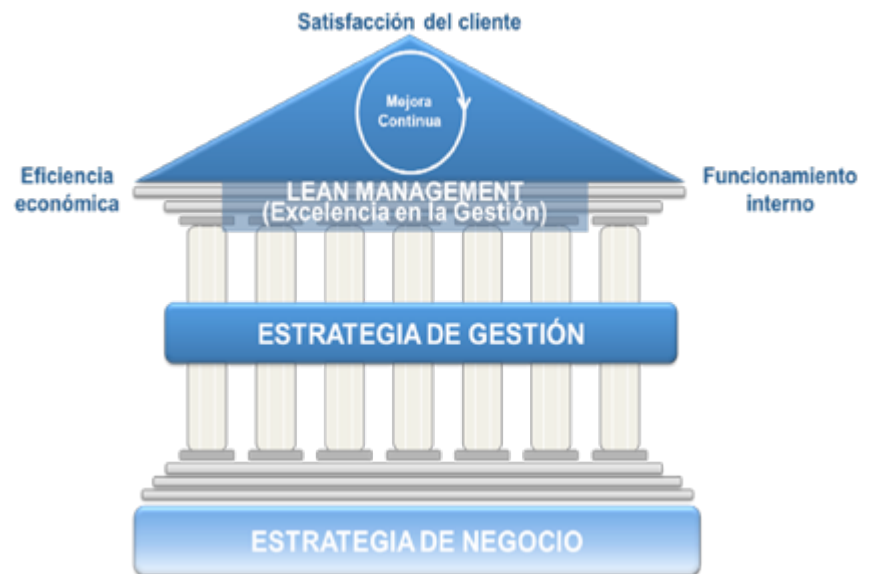 Satisfacción del cliente
Mejora
Continua
Eficiencia
económica
Funcionamiento
interno
LEAN MANAGEMENT
(Excelencia en la Gestión)
ESTRATEGIA DE GESTIÓN
ESTRATEGIA DE NEGOCIO